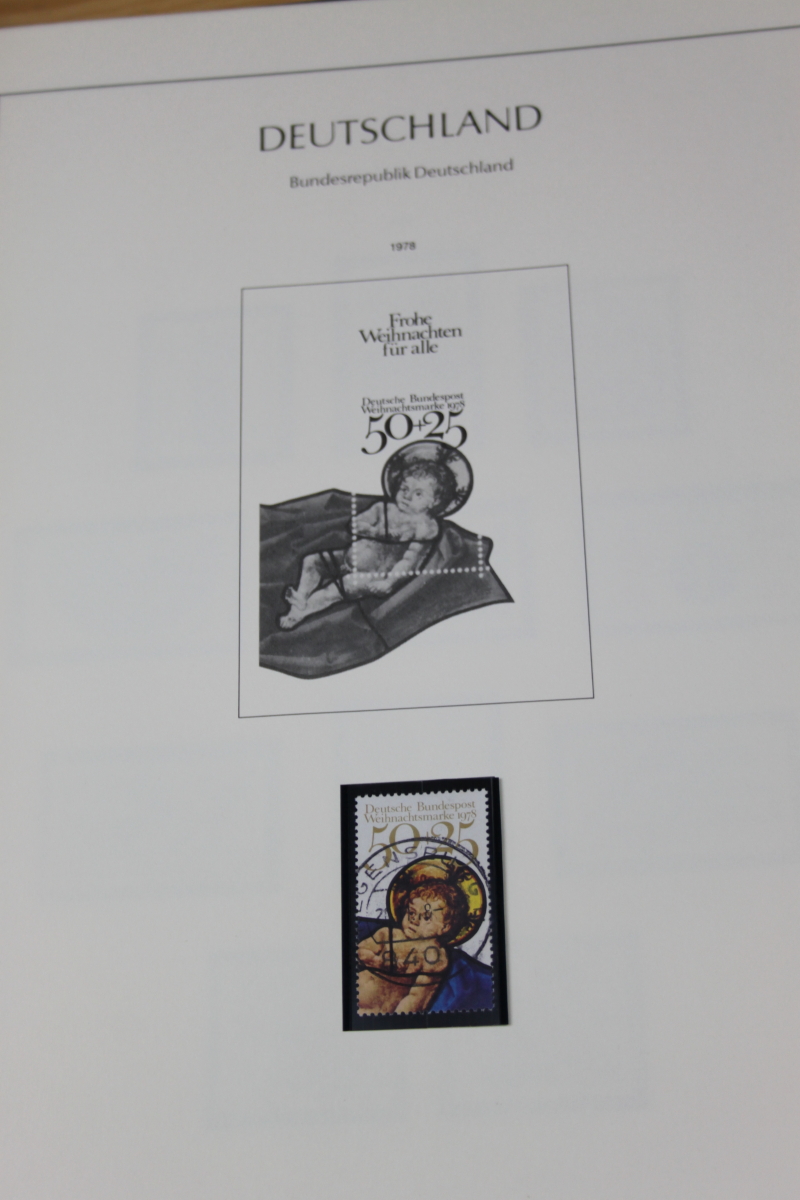 DEUTSCHLAND
Bundesrepublik Deutschland
1978
Frohe
Weihnachten
für alle
Deutsche Bundespost
Weihnachtsmarke 1978
50+25
Deutsche Bundespost
Weihnachtsmarke 1978
50+25
840